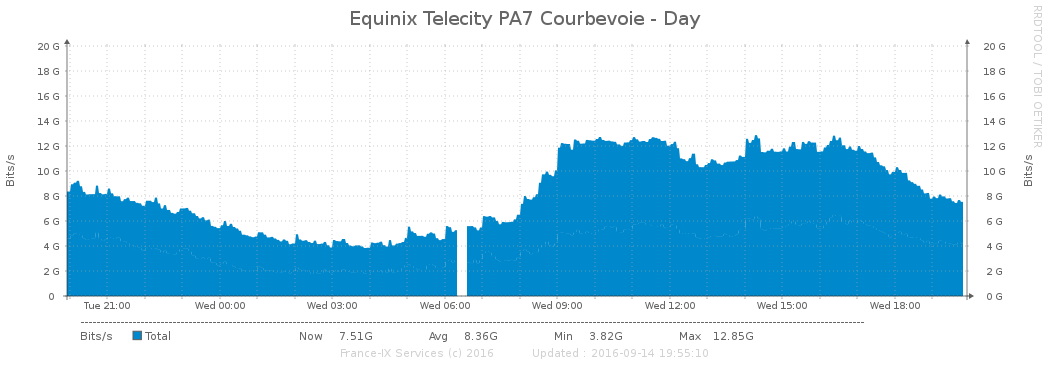 Equinix Telecity PA7 Courbevoie - Day
RRDTOOL / TOBI OETIKER
Bits/s
20 G 20 G
18 G 18 G
16 G 16 G
14 G 14 G
12 G 12 G
10 G 10 G
8 G 8 G
6 G 6 G
4 G 4 G
2 G 2 G
0 0 G
Bits/s
Tue 21:00 Wed 00:00 Wed 03:00 Wed 06:00 Wed 09:00 Wed 12:00 Wed 15:00 Wed 18:00
Bits/s Total Now 7.51G Avg 8.36G Min 3.82G Max 12.85G
France-IX Services (c) 2016 Updated : 2016-09-14 19:55:10